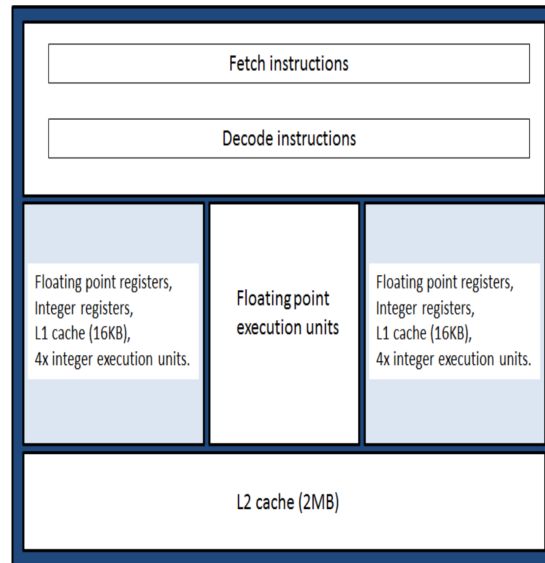 Fetch instructions
Decode instructions
Floating point registers,
Integer registers,
L1 cache (16KB),
4x integer execution units.
Floating point
execution units
Floating point registers,
Integer registers,
L1 cache (16KB),
4x integer execution units.
L2 cache (2MB)